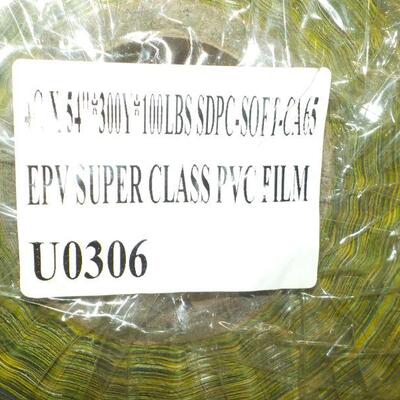 X 54"*300Y*100LBS SDPC-SOFT-CA65
EPV SUPER CLASS PVC FILM
U0306